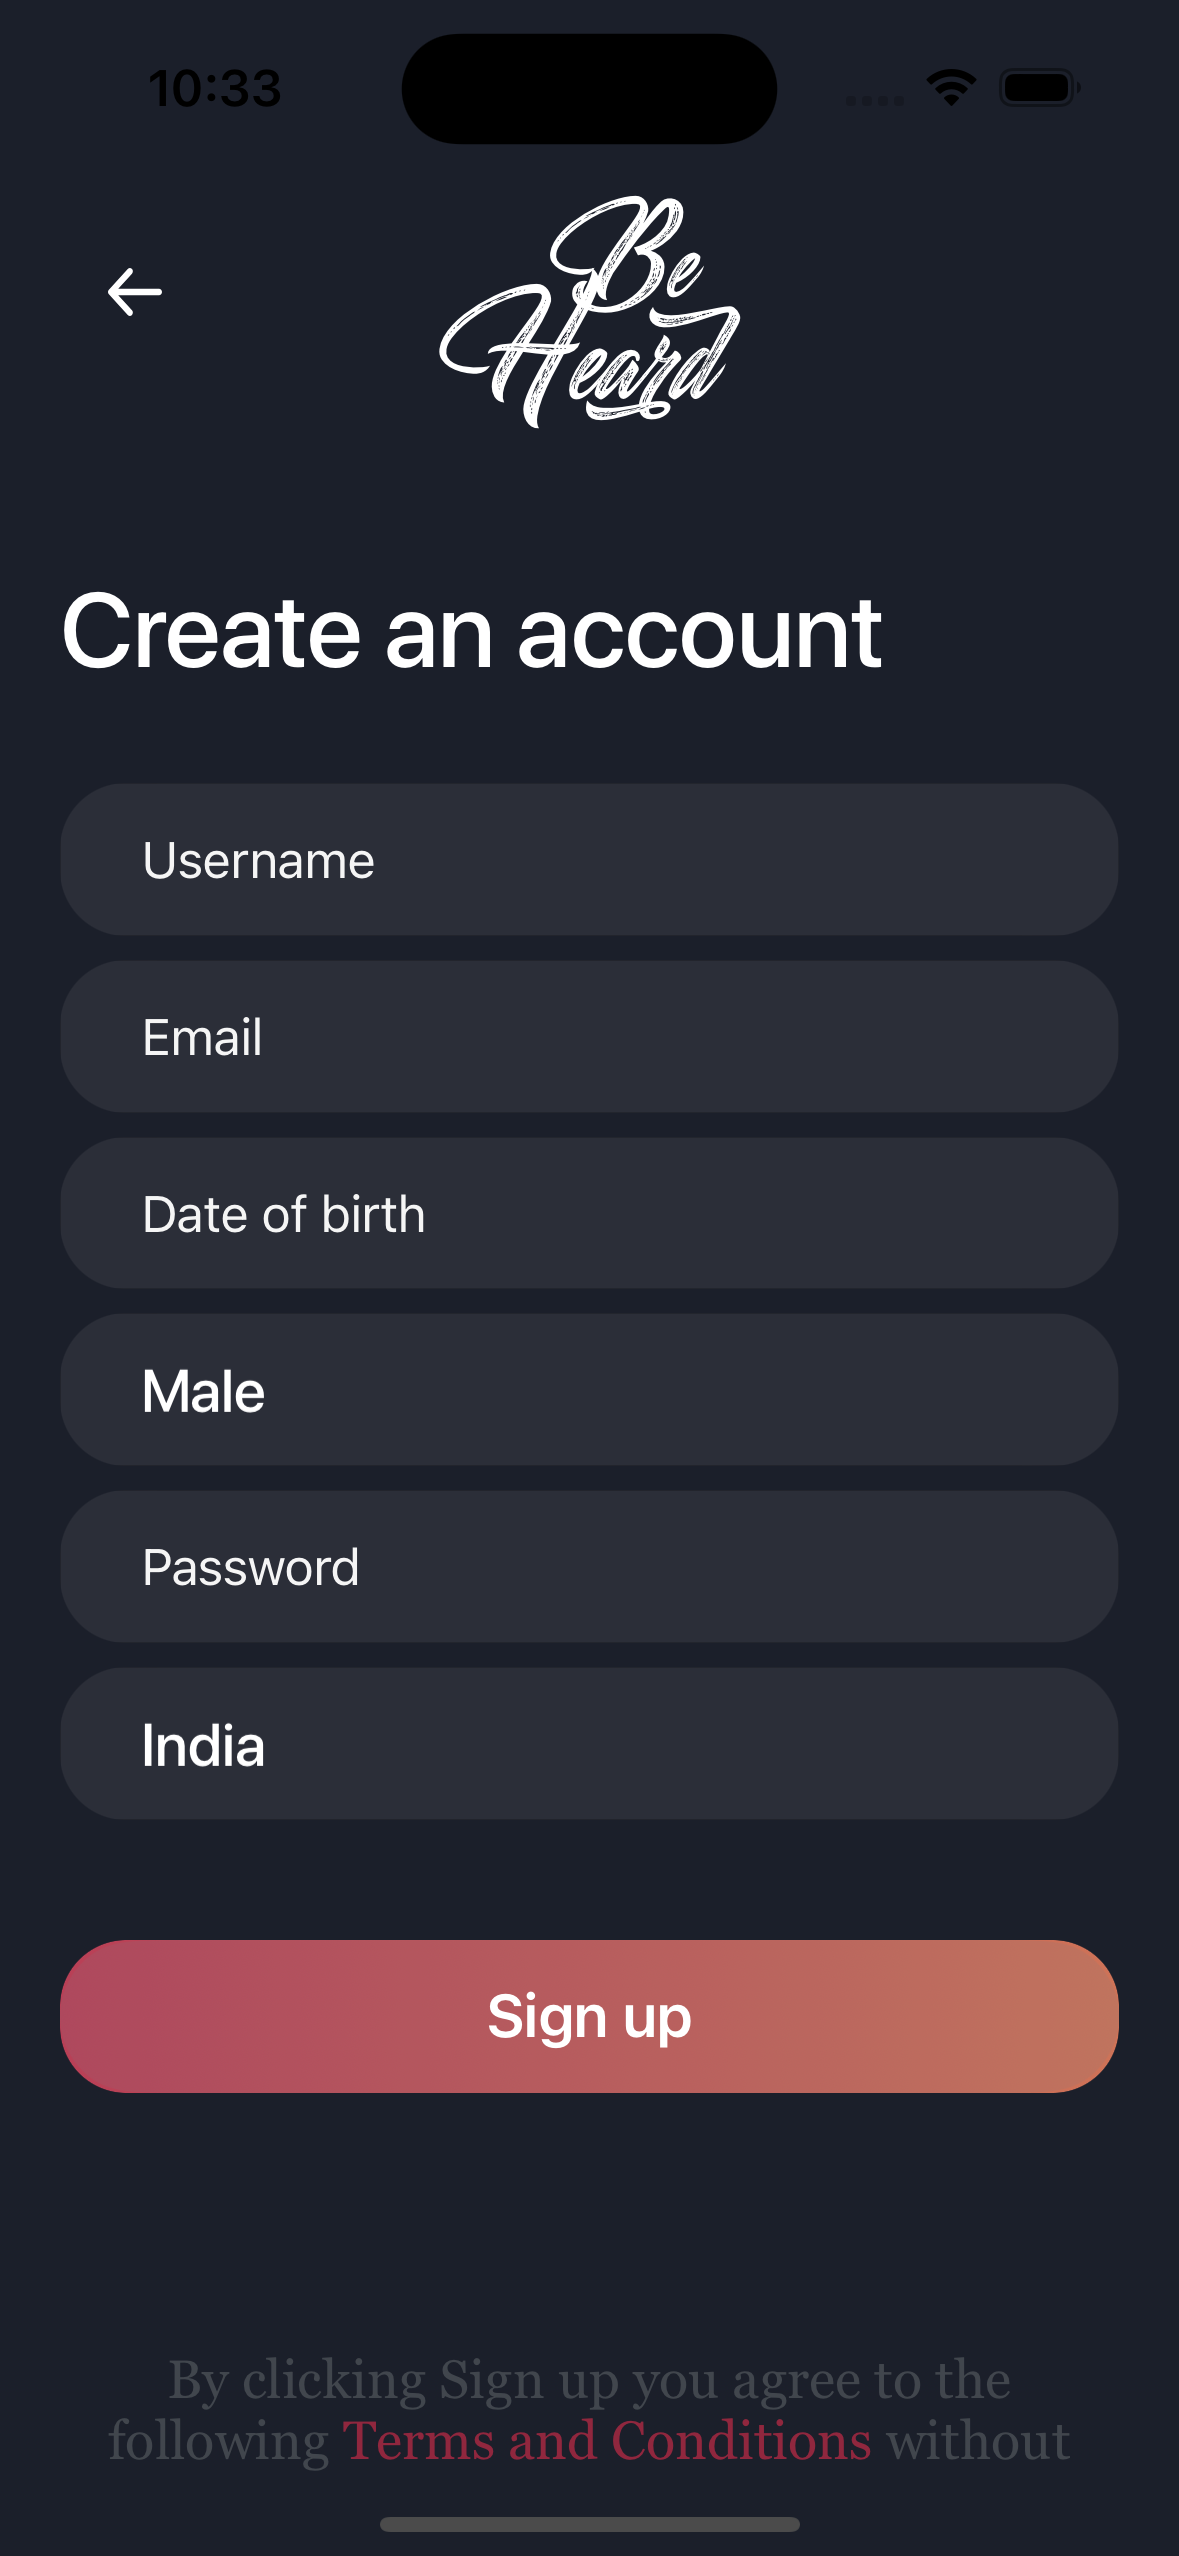 10:33
Be
Heard
Create an account
Username
Email
Date of birth
Male
Password
India
Sign up
By clicking Sign up you agree to the
following Terms and Conditions without